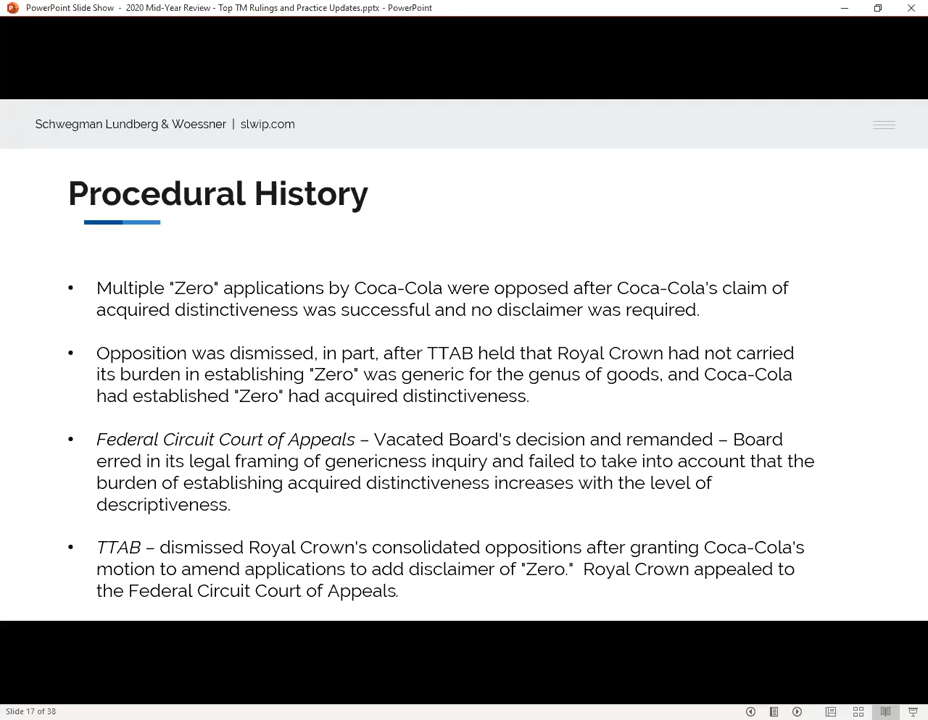 PowerPoint Slide Show - 2020 Mid-Year Review - Top TM Rulings and Practice Updates.pptx - PowerPoint
Schwegman Lundberg & Woessner | slwip.com
Procedural History
• Multiple "Zero" applications by Coca-Cola were opposed after Coca-Cola's claim of
acquired distinctiveness was successful and no disclaimer was required.
• Opposition was dismissed, in part, after TTAB held that Royal Crown had not carried
its burden in establishing "Zero" was generic for the genus of goods, and Coca-Cola
had established "Zero" had acquired distinctiveness.
• Federal Circuit Court of Appeals – Vacated Board's decision and remanded – Board
erred in its legal framing of genericness inquiry and failed to take into account that the
burden of establishing acquired distinctiveness increases with the level of
descriptiveness.
• TTAB – dismissed Royal Crown's consolidated oppositions after granting Coca-Cola's
motion to amend applications to add disclaimer of "Zero." Royal Crown appealed to
the Federal Circuit Court of Appeals.
Slide 17 of 38